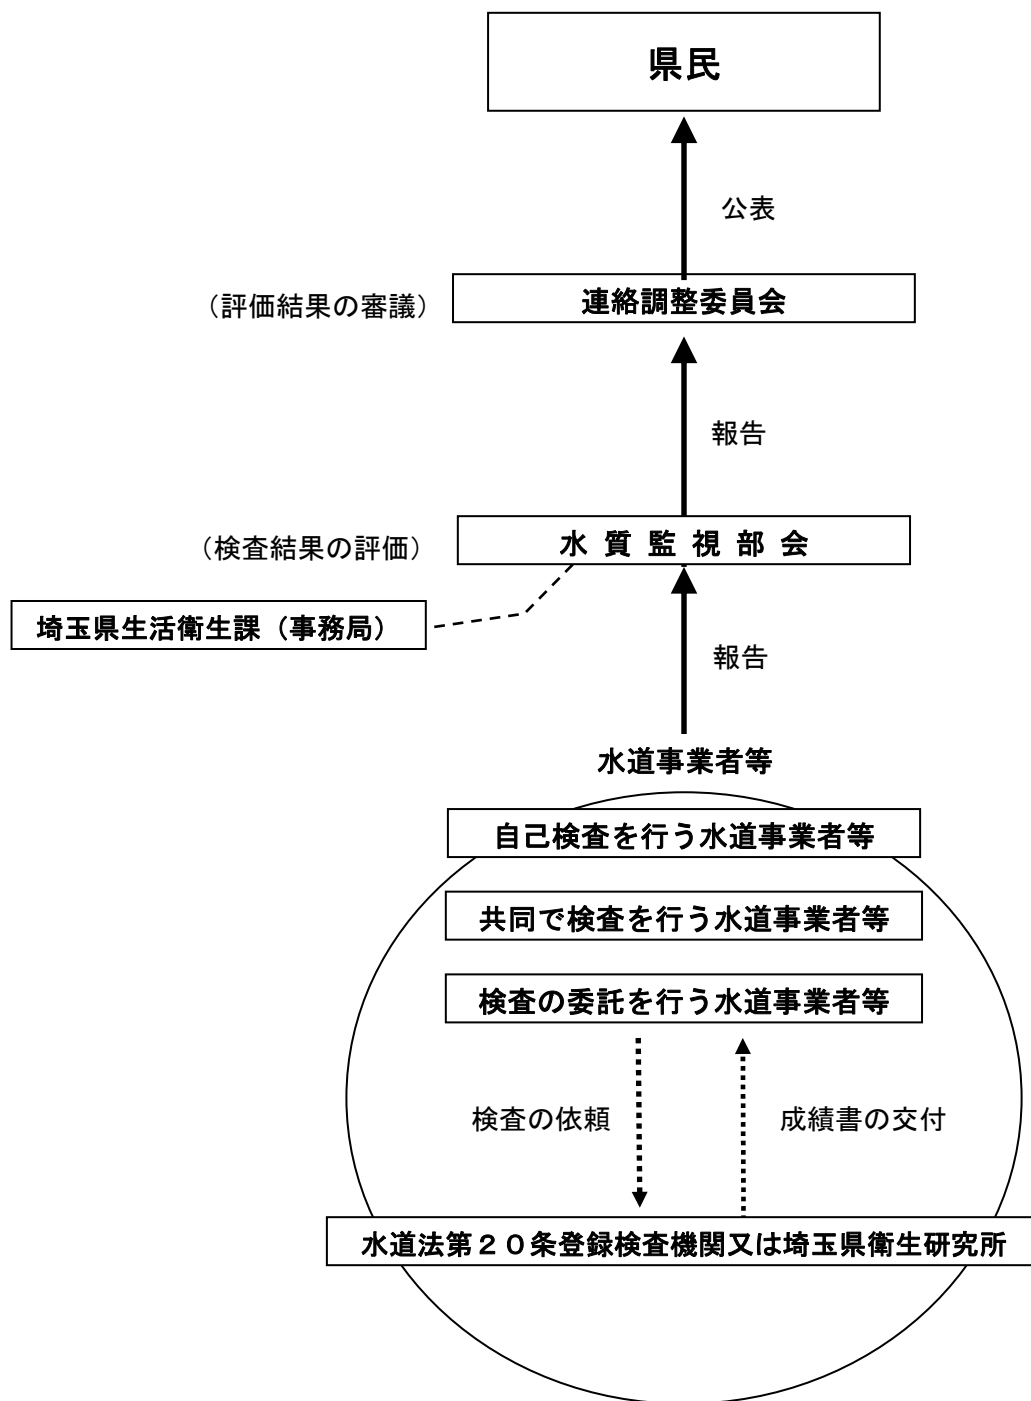 県民
公表
（評価結果の審議）
連絡調整委員会
報告
（検査結果の評価）
水 質 監 視 部 会
埼玉県生活衛生課（事務局）
報告
水道事業者等
自己検査を行う水道事業者等
共同で検査を行う水道事業者等
検査の委託を行う水道事業者等
検査の依頼
成績書の交付
水道法第２０条登録検査機関又は埼玉県衛生研究所